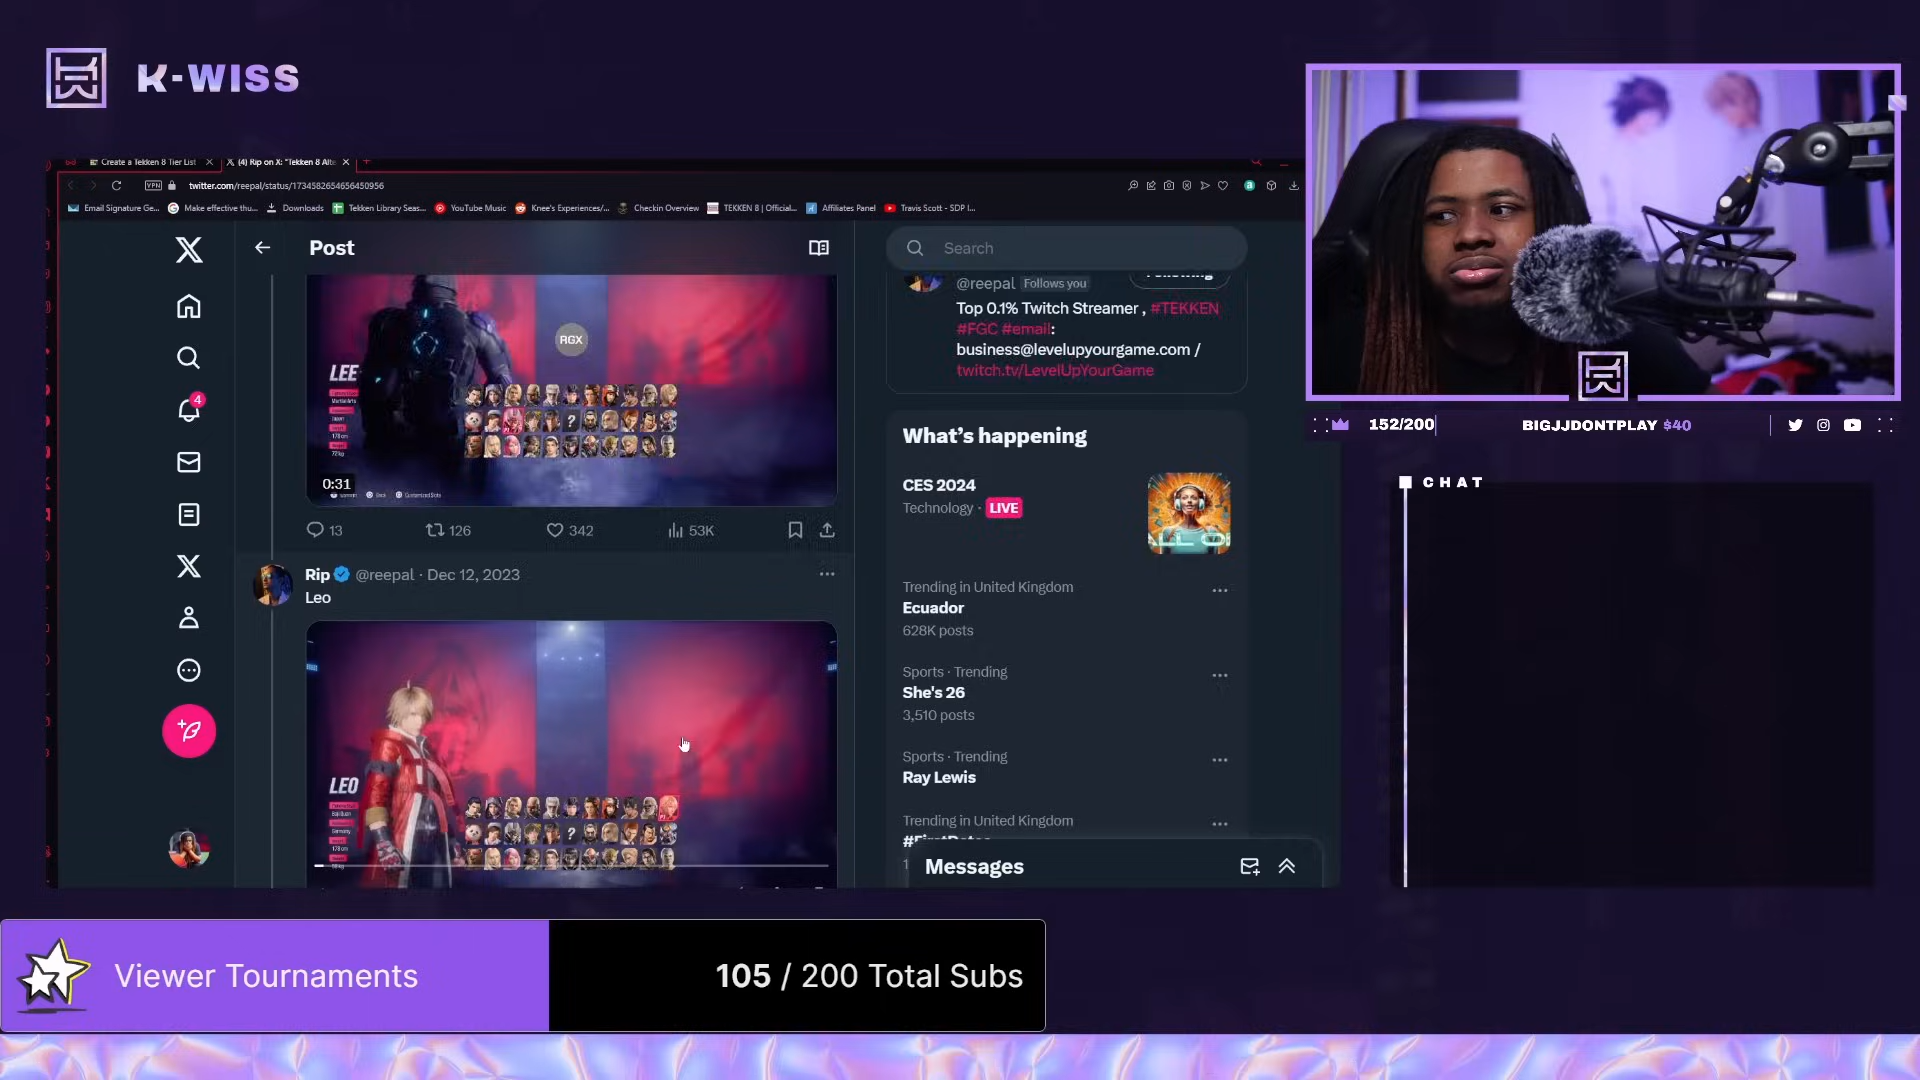 K-WISS
Create a Tekken 8 Tier List
(4) Rip on X: "Tekken 8 Alte
VPN
twitter.com/reepal/status/1734582654656450956
Email Signature Ge...
Make effective thu...
Downloads
Tekken Library Seas...
YouTube Music
Knee's Experiences/...
Checkin Overview
TEKKEN 8 | Official...
Affiliates Panel
Travis Scott - SDP I...
Post
Search
@reepal Follows you
Top 0.1% Twitch Streamer , #TEKKEN
#FGC #email:
business@levelupyourgame.com /
twitch.tv/LevelUpYourGame
RGX
LEE
0:31
13
126
342
53K
4
Rip @reepal · Dec 12, 2023
Leo
LEO
What's happening
CES 2024
Technology · LIVE
Trending in United Kingdom
Ecuador
628K posts
Sports · Trending
She's 26
3,510 posts
Sports · Trending
Ray Lewis
Trending in United Kingdom
Messages
152/200
BIGJJDONTPLAY $40
CHAT
Viewer Tournaments
105 / 200 Total Subs